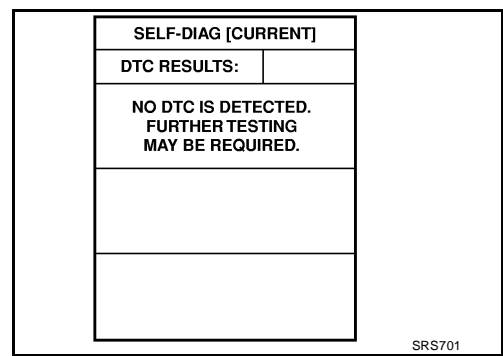 SELF-DIAG [CURRENT]
DTC RESULTS:
NO DTC IS DETECTED.
FURTHER TESTING
MAY BE REQUIRED.
SRS701